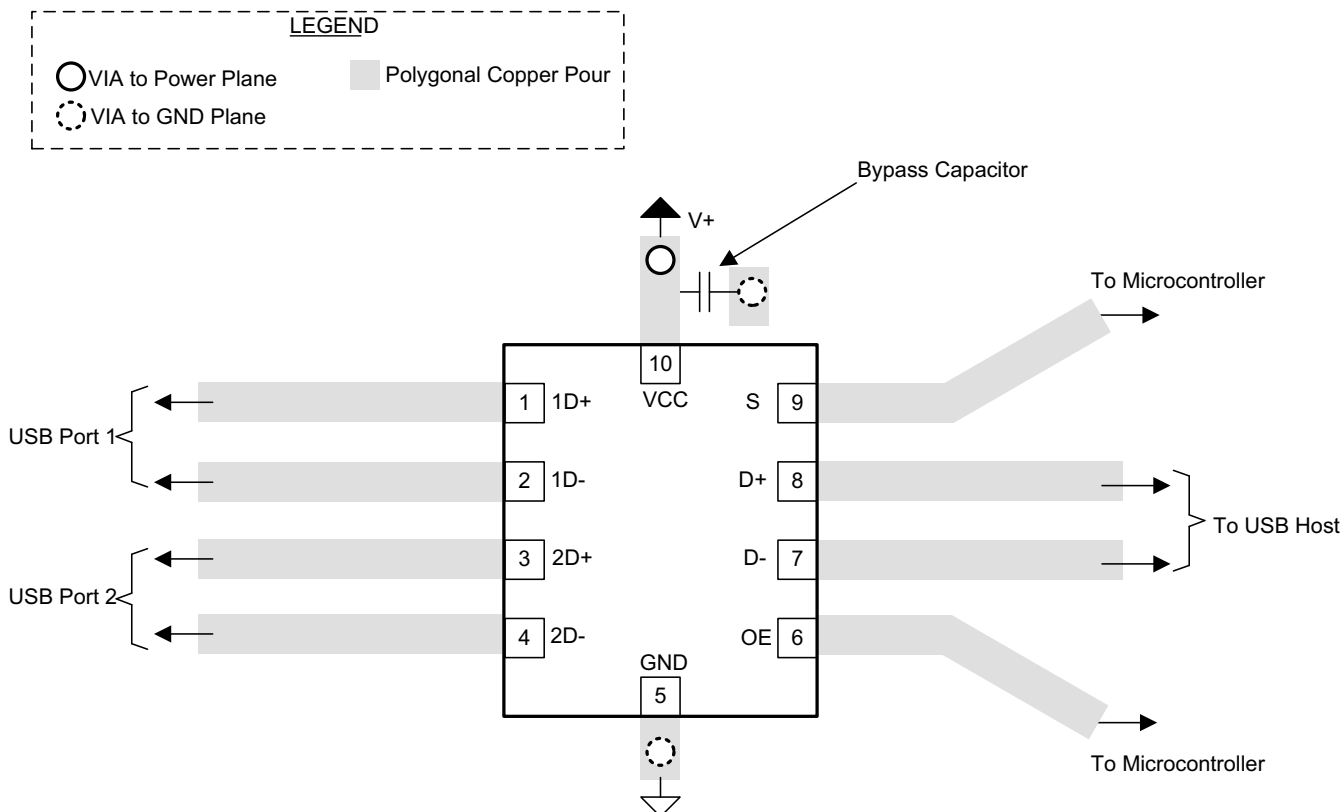 LEGEND
VIA to Power Plane
Polygonal Copper Pour
VIA to GND Plane
Bypass Capacitor
V+
To Microcontroller
10
VCC
1
1D+
S
9
USB Port 1
2
1D-
D+
8
To USB Host
3
2D+
D-
7
USB Port 2
4
2D-
OE
6
GND
5
To Microcontroller